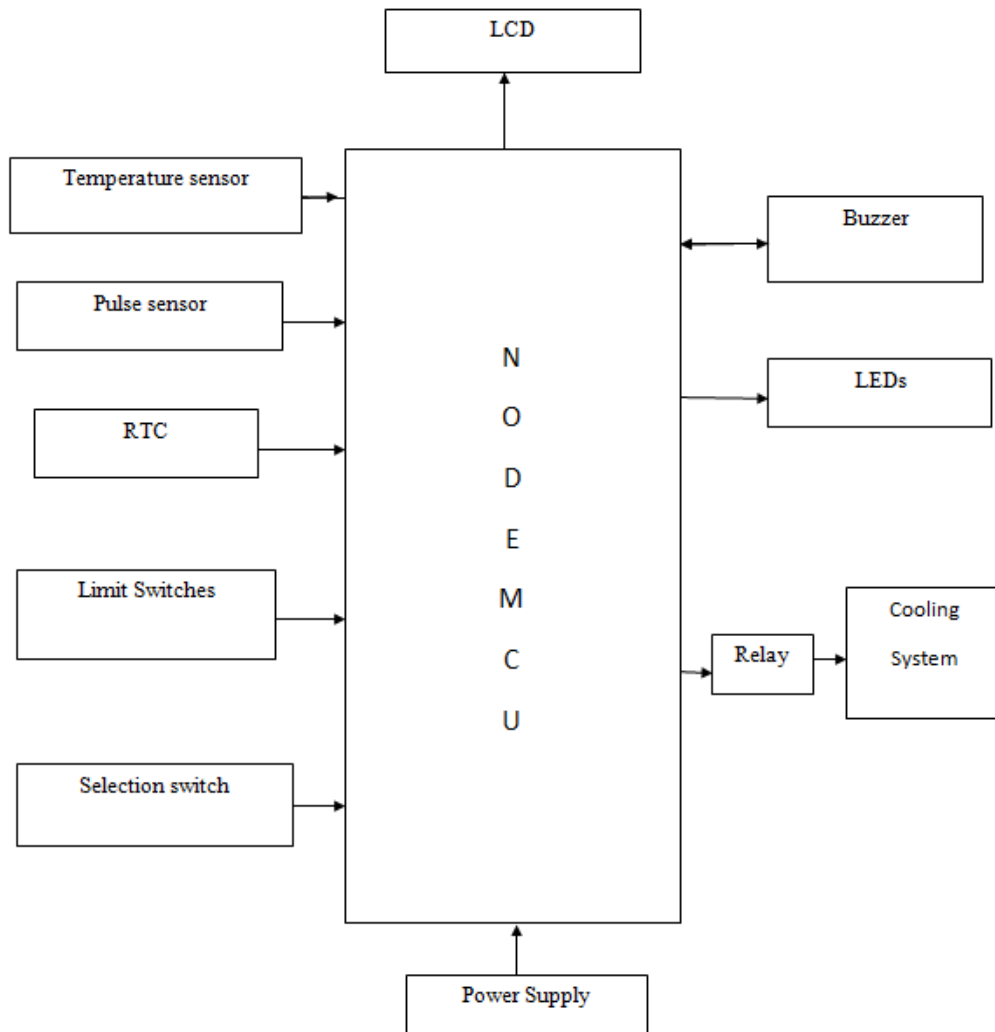 LCD
Temperature sensor
Pulse sensor
RTC
Limit Switches
Selection switch
N
O
D
E
M
C
U
Buzzer
LEDs
Relay
Cooling
System
Power Supply